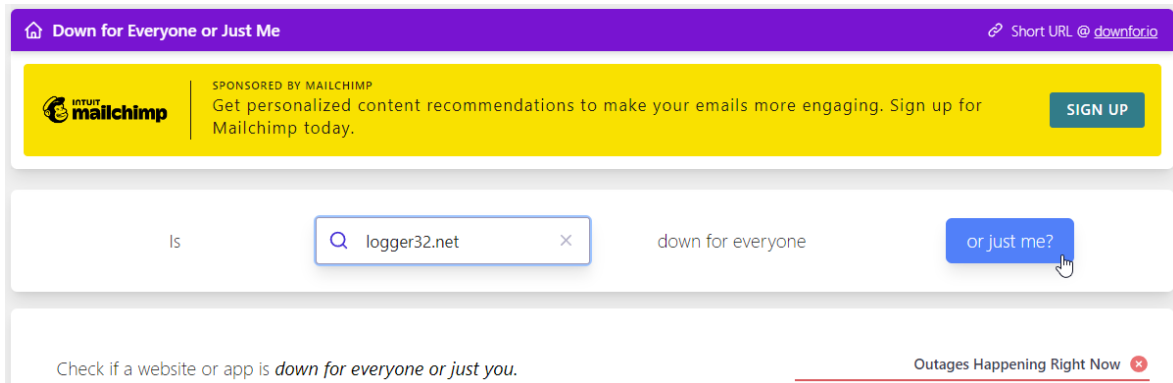 Down for Everyone or Just Me
Short URL @ downfor.io
INTUIT
mailchimp
SPONSORED BY MAILCHIMP
Get personalized content recommendations to make your emails more engaging. Sign up for
Mailchimp today.
SIGN UP
Is
logger32.net
down for everyone
or just me?
Check if a website or app is down for everyone or just you.
Outages Happening Right Now